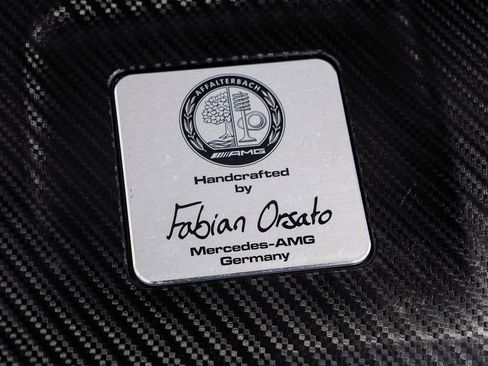 AFFALTERBACH
AMG
Handcrafted
by
Fabian Orsato
Mercedes-AMG
Germany